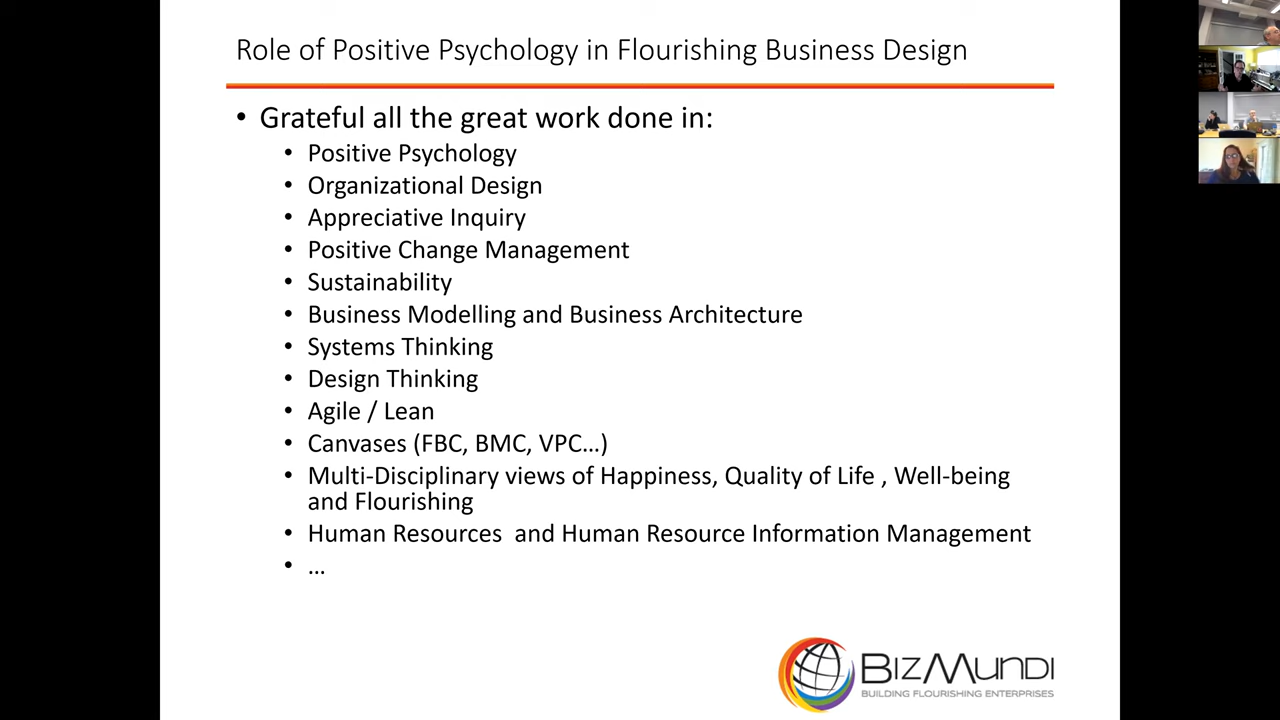 Role of Positive Psychology in Flourishing Business Design
• Grateful all the great work done in:
• Positive Psychology
• Organizational Design
• Appreciative Inquiry
• Positive Change Management
• Sustainability
• Business Modelling and Business Architecture
• Systems Thinking
• Design Thinking
• Agile / Lean
• Canvases (FBC, BMC, VPC...)
• Multi-Disciplinary views of Happiness, Quality of Life , Well-being
and Flourishing
• Human Resources  and Human Resource Information Management
• ...
BIZMUNDI
BUILDING FLOURISHING ENTERPRISES